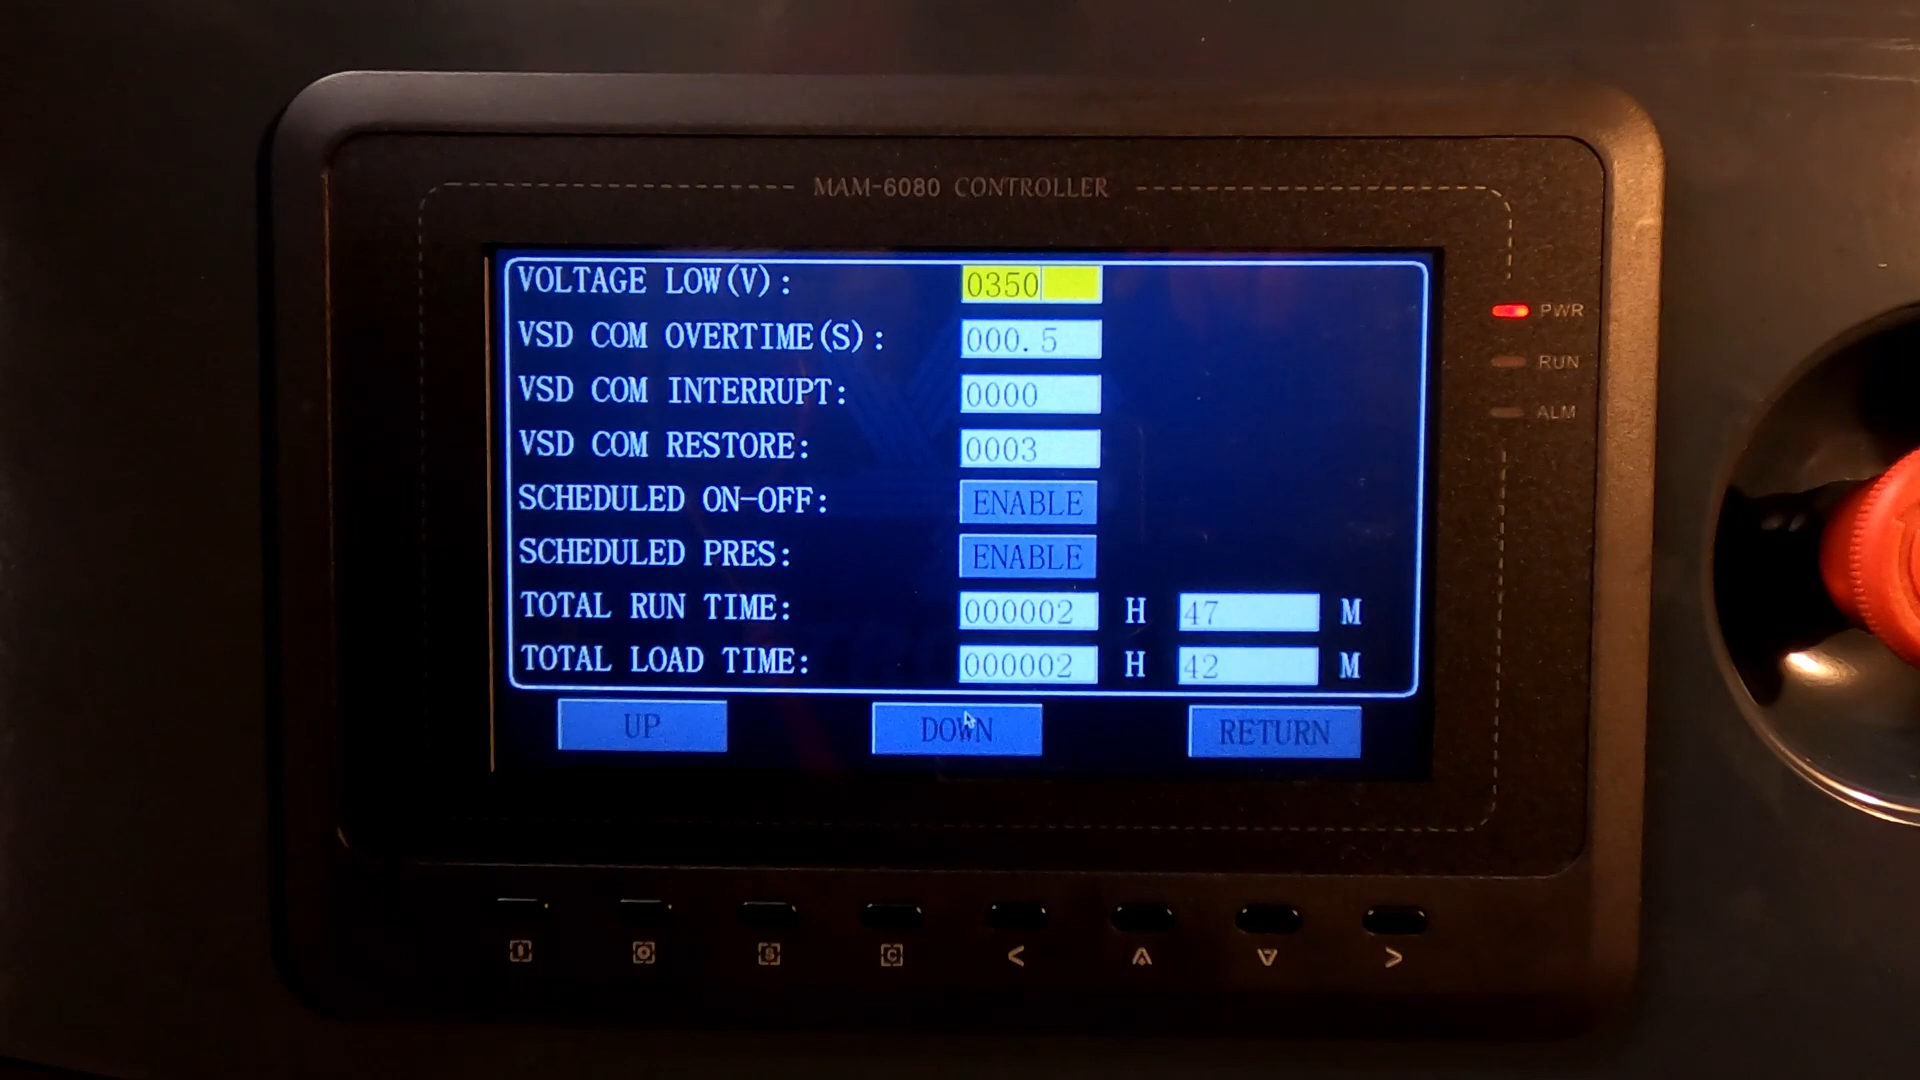 MAM-6080 CONTROLLER
VOLTAGE LOW(V): 0350
VSD COM OVERTIME(S): 000.5
VSD COM INTERRUPT: 0000
VSD COM RESTORE: 0003
SCHEDULED ON-OFF: ENABLE
SCHEDULED PRES: ENABLE
TOTAL RUN TIME: 000002 H 47 M
TOTAL LOAD TIME: 000002 H 42 M
UP DOWN RETURN
PWR
RUN
ALM
I O S C < ∧ ∨ >